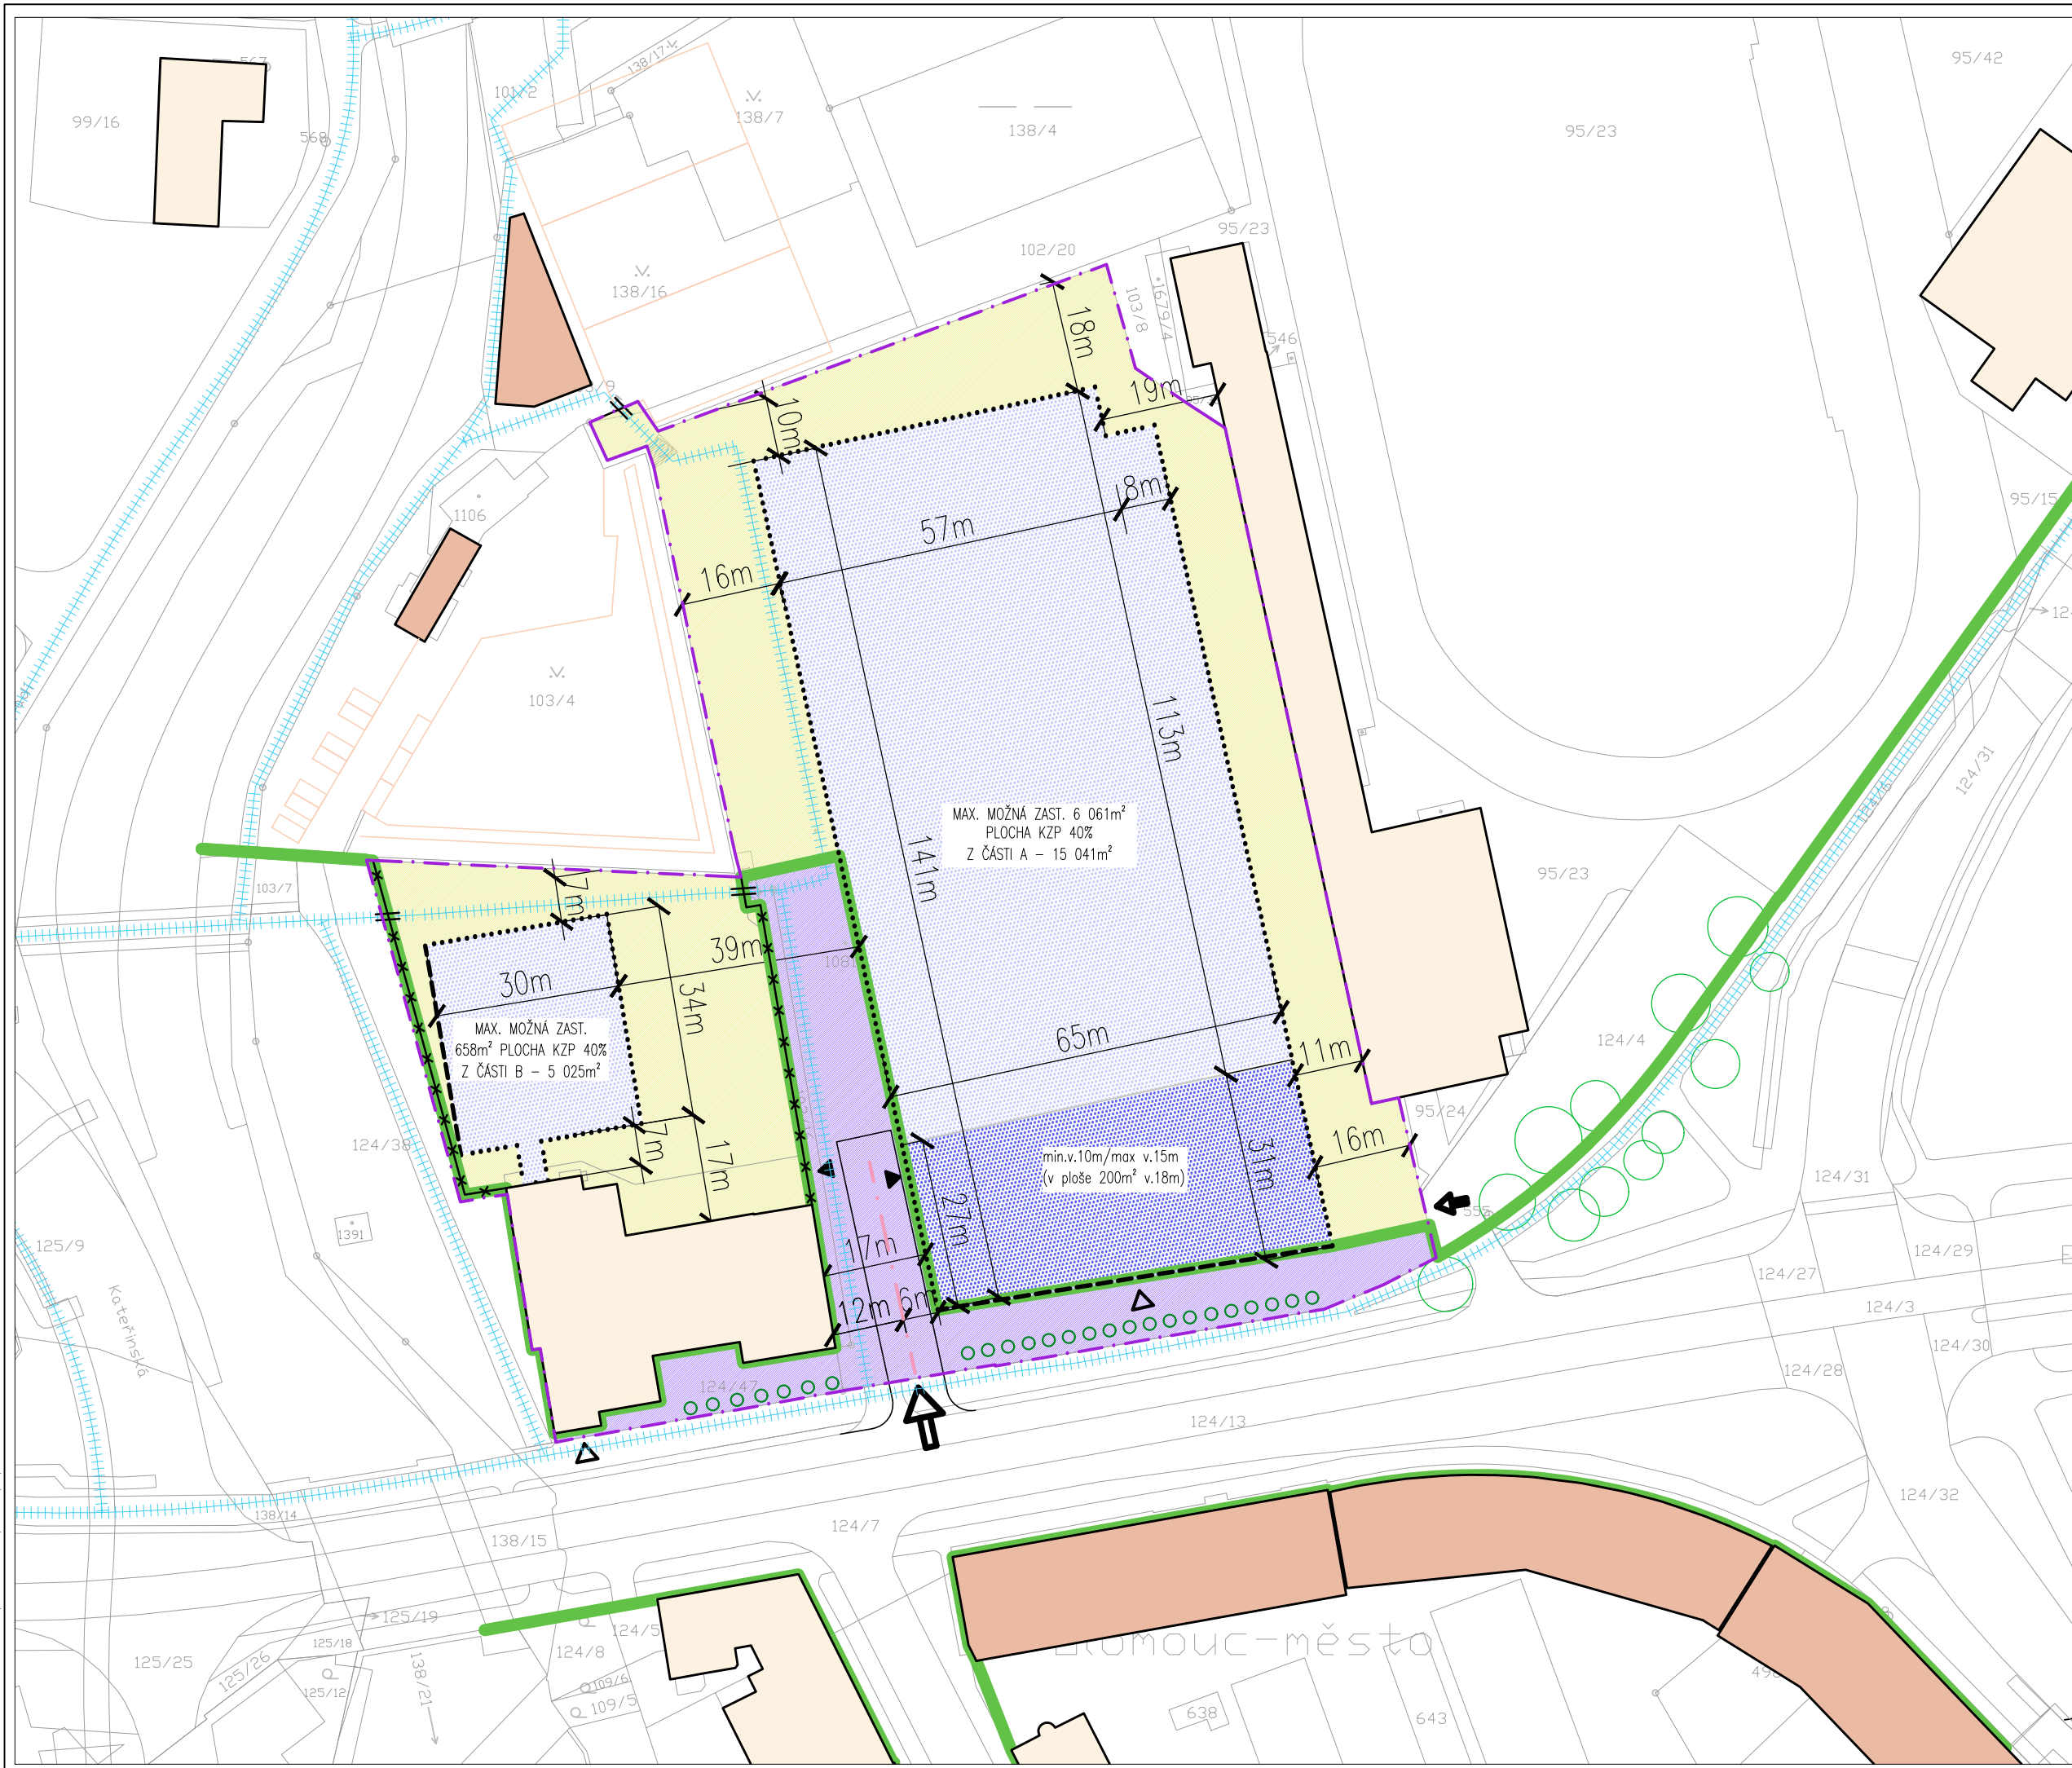 567
99/16
568
101/2
138/17
138/7
138/4
95/23
95/42
138/16
102/20
95/23
103/8
1679/4
546
18m
19m
10m
8m
57m
16m
95/15
1106
103/4
113m
141m
MAX. MOŽNÁ ZAST. 6 061m²
PLOCHA KZP 40%
Z ČÁSTI A – 15 041m²
95/23
124/31
103/7
7m
39m
30m
34m
MAX. MOŽNÁ ZAST.
658m² PLOCHA KZP 40%
Z ČÁSTI B – 5 025m²
65m
11m
124/4
95/24
124/38
7m
17m
16m
31m
min.v.10m/max v.15m
(v ploše 200m² v.18m)
27m
124/31
555
1391
125/9
17m
124/29
124/27
124/3
12m
6m
Kateřinská
124/30
124/28
124/47
124/13
124/32
138/14
138/15
124/7
125/19
124/5
125/18
124/8
125/25
125/26
125/12
138/21
109/6
109/5
Olomouc–město
638
643